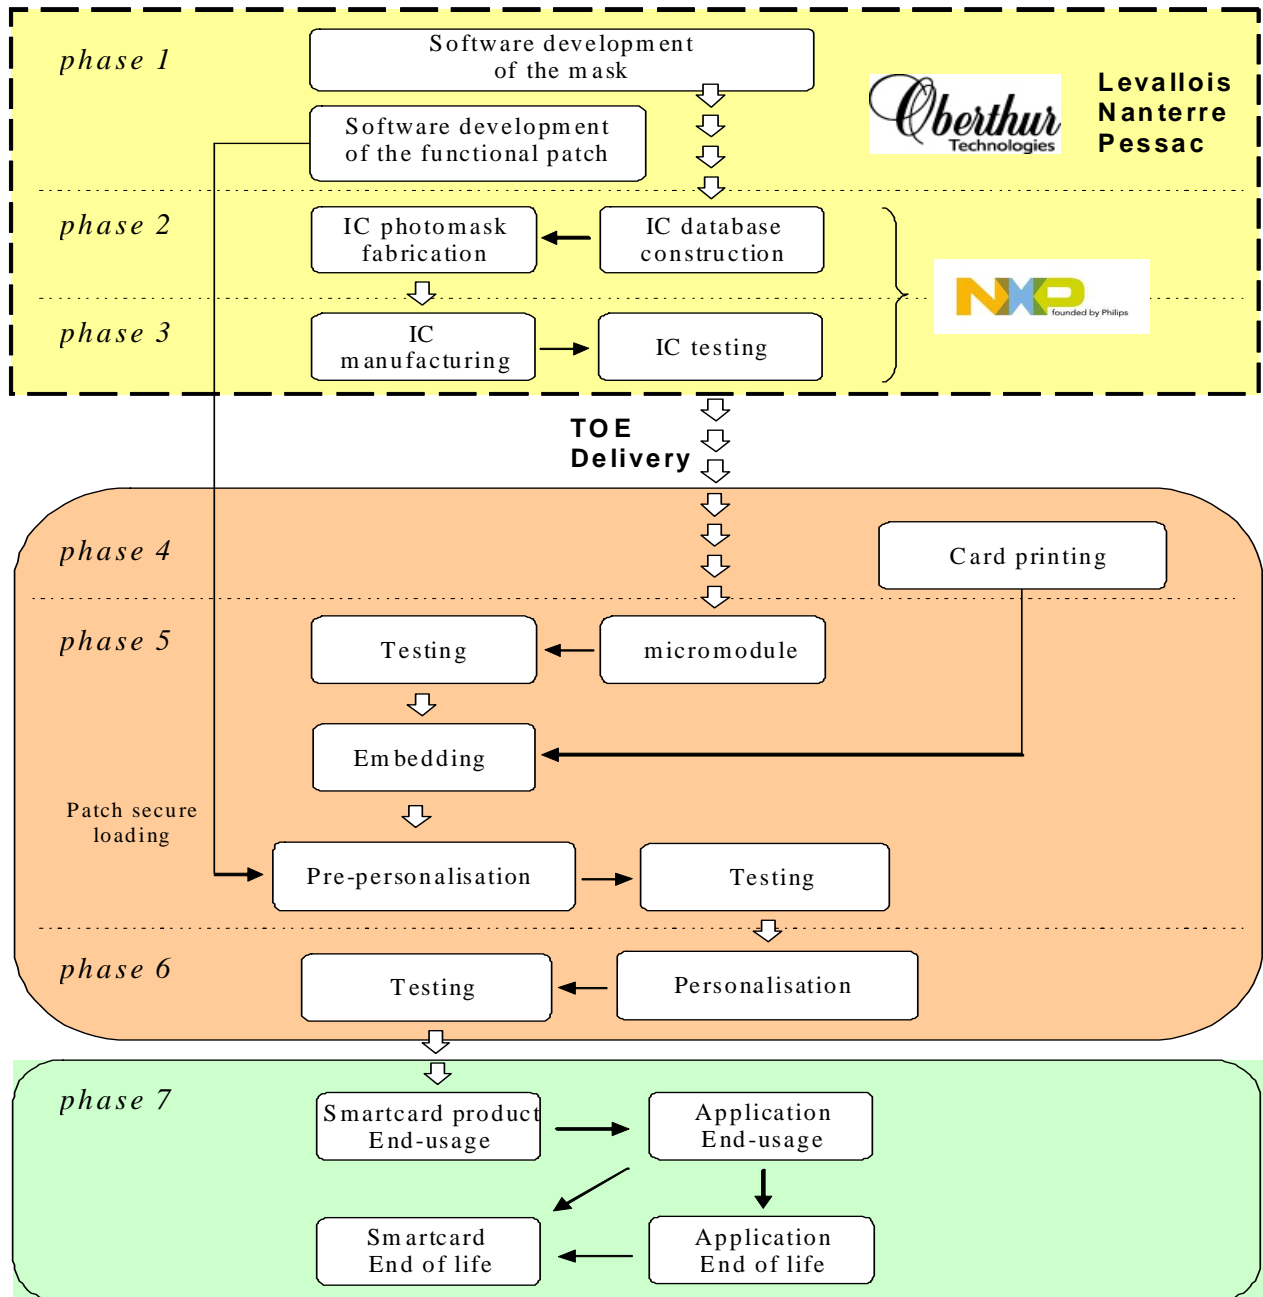 phase 1
Software development
of the mask
Software development
of the functional patch
Oberthur
Technologies
Levallois
Nanterre
Pessac
phase 2
IC photomask
fabrication
IC database
construction
NXP
founded by Philips
phase 3
IC
manufacturing
IC testing
TOE
Delivery
phase 4
Card printing
phase 5
Testing
micromodule
Embedding
Patch secure
loading
Pre-personalisation
Testing
phase 6
Testing
Personalisation
phase 7
Smartcard product
End-usage
Application
End-usage
Smartcard
End of life
Application
End of life